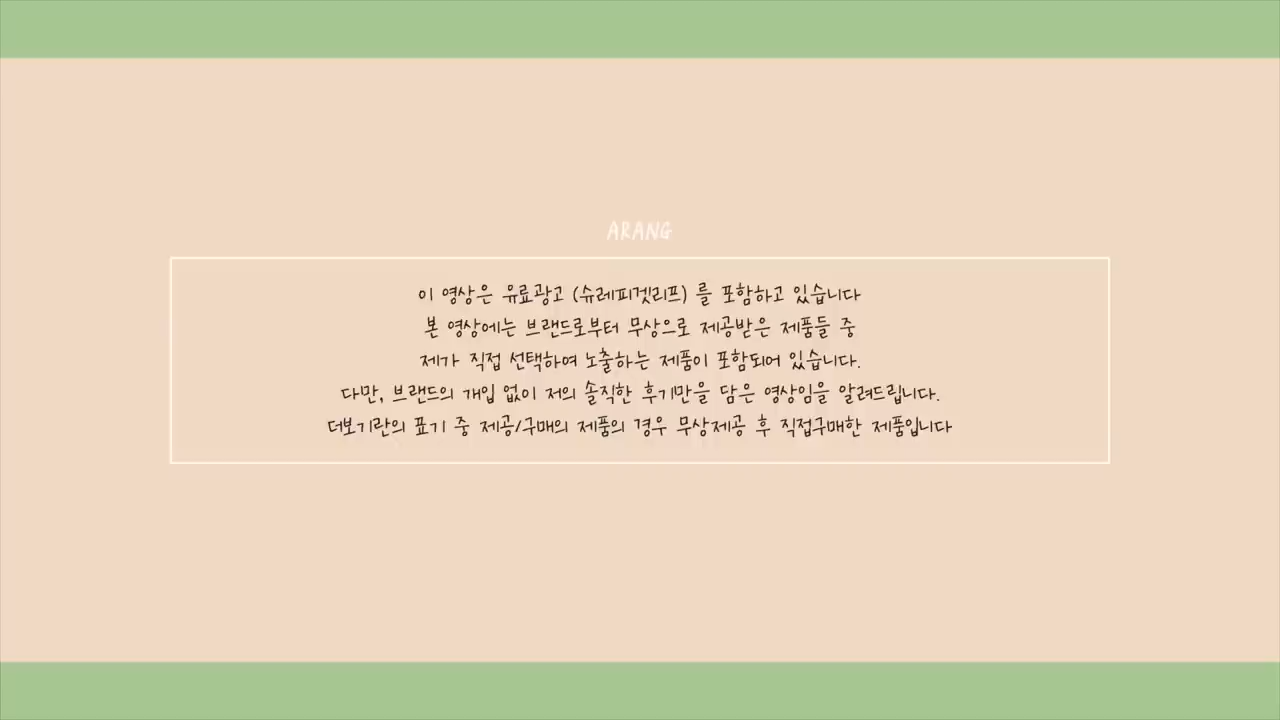 ARANG
이 영상은 유료광고 (슈레피겟리프) 를 포함하고 있습니다
본 영상에는 브랜드로부터 무상으로 제공받은 제품들 중
제가 직접 선택하여 노출하는 제품이 포함되어 있습니다.
다만, 브랜드의 개입 없이 저의 솔직한 후기만을 담은 영상임을 알려드립니다.
더보기란의 표기 중 제공/구매의 제품의 경우 무상제공 후 직접구매한 제품입니다